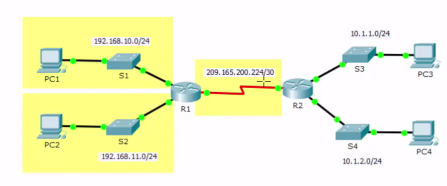 192.168.10.0/24
10.1.1.0/24
S1
PC1
209.165.200.224/30
S3
PC3
R1
R2
PC2
S2
192.168.11.0/24
S4
PC4
10.1.2.0/24